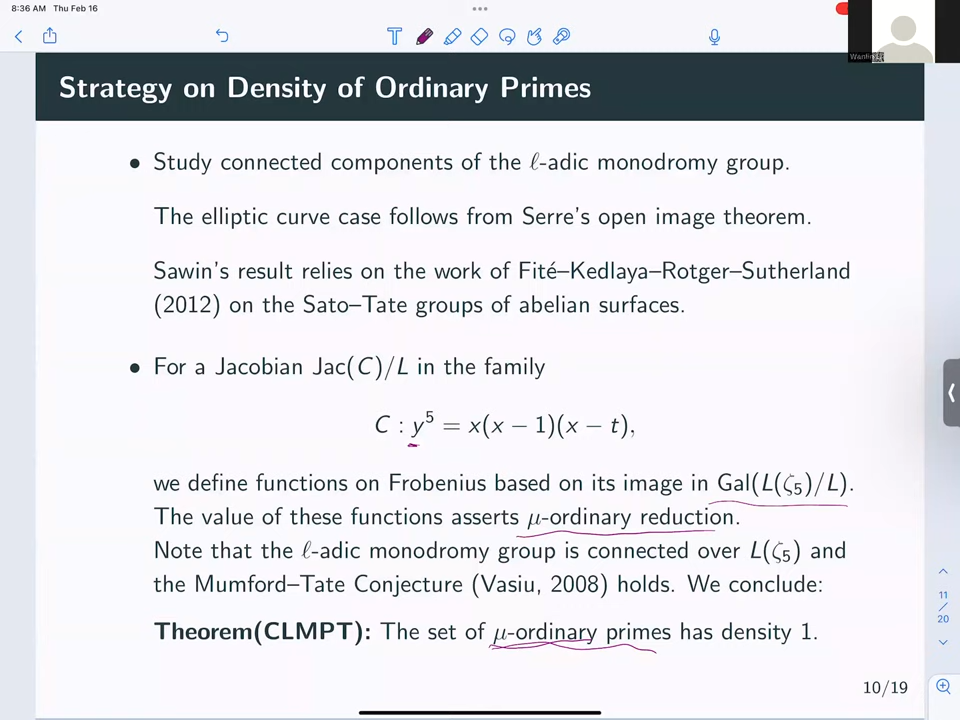 8:36 AM Thu Feb 16
Strategy on Density of Ordinary Primes
• Study connected components of the ℓ-adic monodromy group.
The elliptic curve case follows from Serre's open image theorem.
Sawin's result relies on the work of Fité–Kedlaya–Rotger–Sutherland
(2012) on the Sato–Tate groups of abelian surfaces.
• For a Jacobian Jac(C)/L in the family
C : y⁵ = x(x − 1)(x − t),
we define functions on Frobenius based on its image in Gal(L(ζ₅)/L).
The value of these functions asserts μ-ordinary reduction.
Note that the ℓ-adic monodromy group is connected over L(ζ₅) and
the Mumford–Tate Conjecture (Vasiu, 2008) holds. We conclude:
Theorem(CLMPT): The set of μ-ordinary primes has density 1.
11
/
20
10/19